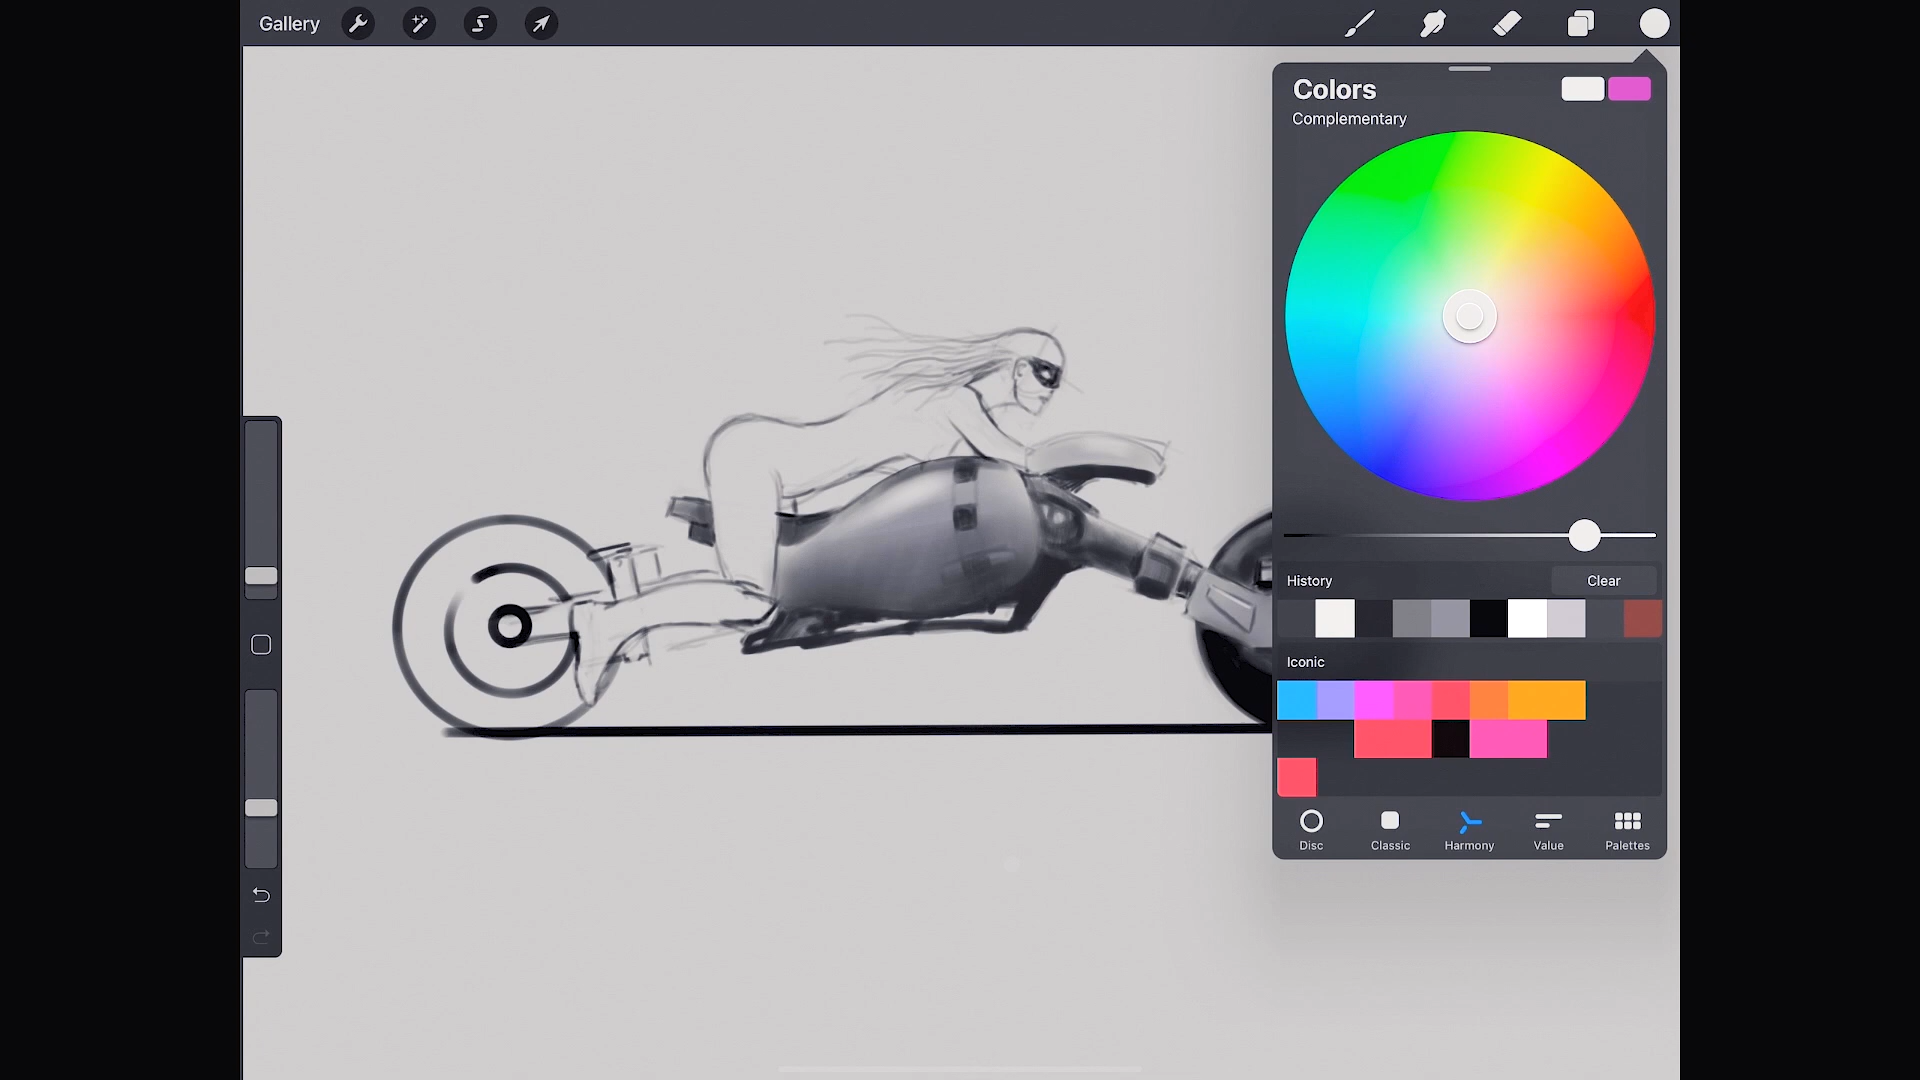 Gallery
Colors
Complementary
History
Clear
Iconic
Disc
Classic
Harmony
Value
Palettes